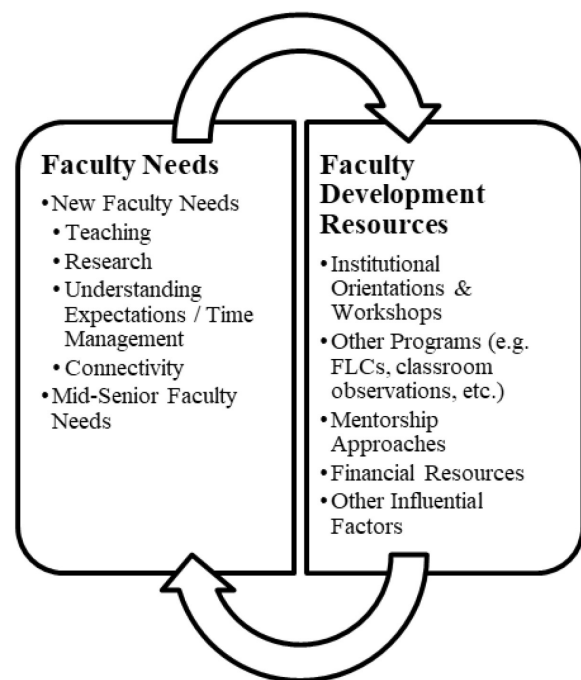 Faculty Needs
•New Faculty Needs
•Teaching
•Research
•Understanding
Expectations / Time
Management
•Connectivity
•Mid-Senior Faculty
Needs
Faculty
Development
Resources
•Institutional
Orientations &
Workshops
•Other Programs (e.g.
FLCs, classroom
observations, etc.)
•Mentorship
Approaches
•Financial Resources
•Other Influential
Factors